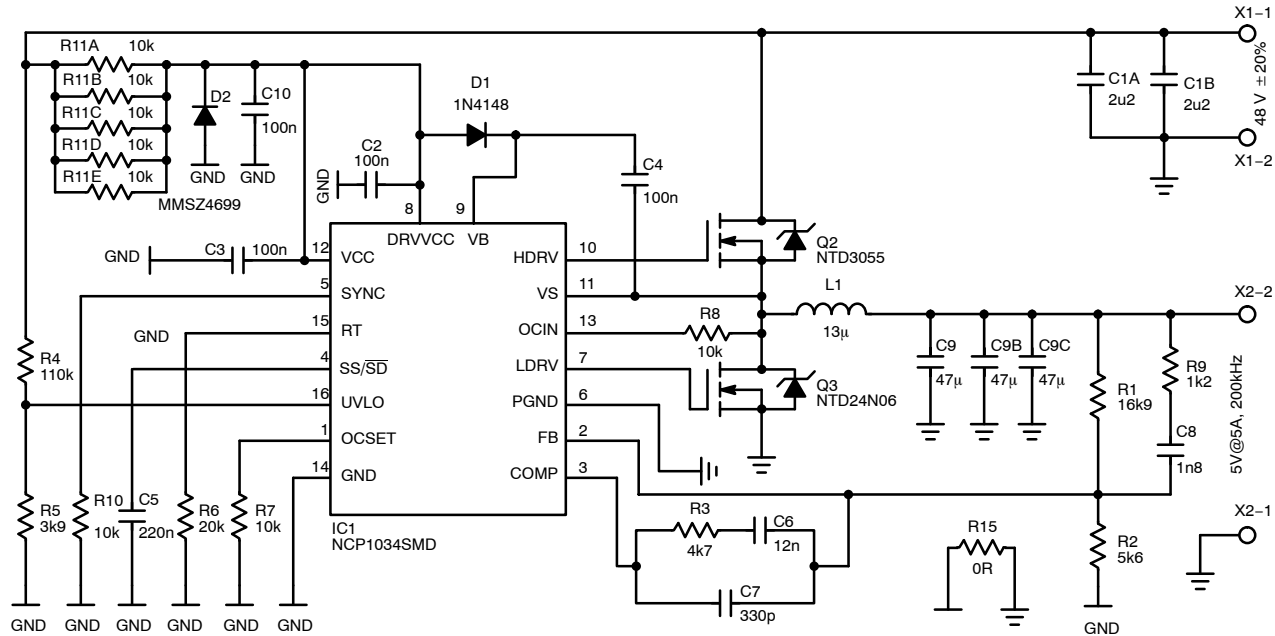 X1-1
R11A 10k
R11B 10k
R11C 10k
R11D 10k
R11E 10k
MMSZ4699
D2
C10
100n
GND
GND
D1
1N4148
C2
100n
GND
C4
100n
C1A
2u2
C1B
2u2
48 V ±20%
X1-2
8
9
DRVVCC
VB
GND
C3
100n
12
VCC
5
SYNC
GND
15
RT
4
SS/SD
16
UVLO
1
OCSET
14
GND
HDRV
10
VS
11
OCIN
13
LDRV
7
PGND
6
FB
2
COMP
3
IC1
NCP1034SMD
Q2
NTD3055
L1
13μ
X2-2
R8
10k
Q3
NTD24N06
C9
47μ
C9B
47μ
C9C
47μ
R1
16k9
R9
1k2
C8
1n8
5V@5A, 200kHz
R4
110k
R5
3k9
R10
10k
C5
220n
R6
20k
R7
10k
R3
4k7
C6
12n
C7
330p
R15
0R
R2
5k6
X2-1
GND
GND
GND
GND
GND
GND
GND